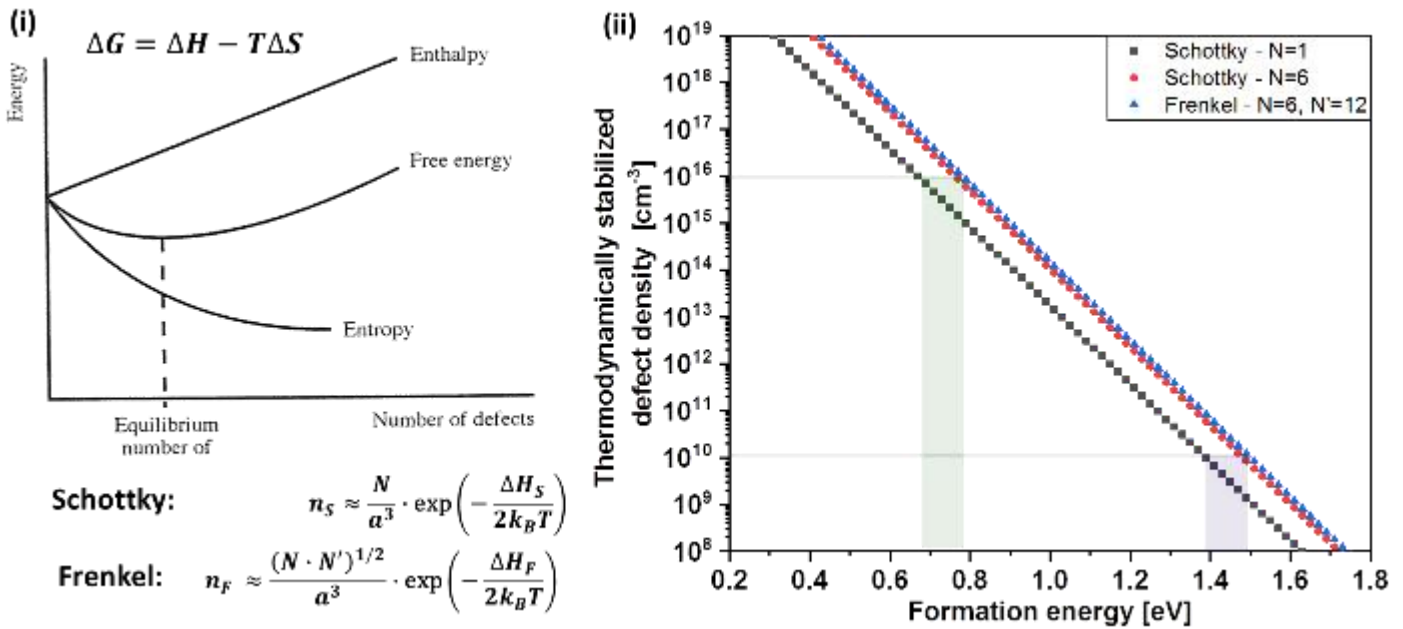 (i)
ΔG = ΔH − TΔS
Energy
Enthalpy
Free energy
Entropy
Equilibrium
number of
Number of defects
Schottky: n_S ≈ N/a³ · exp(−ΔH_S/2k_BT)
Frenkel: n_F ≈ (N · N′)^1/2/a³ · exp(−ΔH_F/2k_BT)
(ii)
Thermodynamically stabilized
defect density [cm⁻³]
10¹⁹
10¹⁸
10¹⁷
10¹⁶
10¹⁵
10¹⁴
10¹³
10¹²
10¹¹
10¹⁰
10⁹
10⁸
Schottky - N=1
Schottky - N=6
Frenkel - N=6, N'=12
0.2 0.4 0.6 0.8 1.0 1.2 1.4 1.6 1.8
Formation energy [eV]